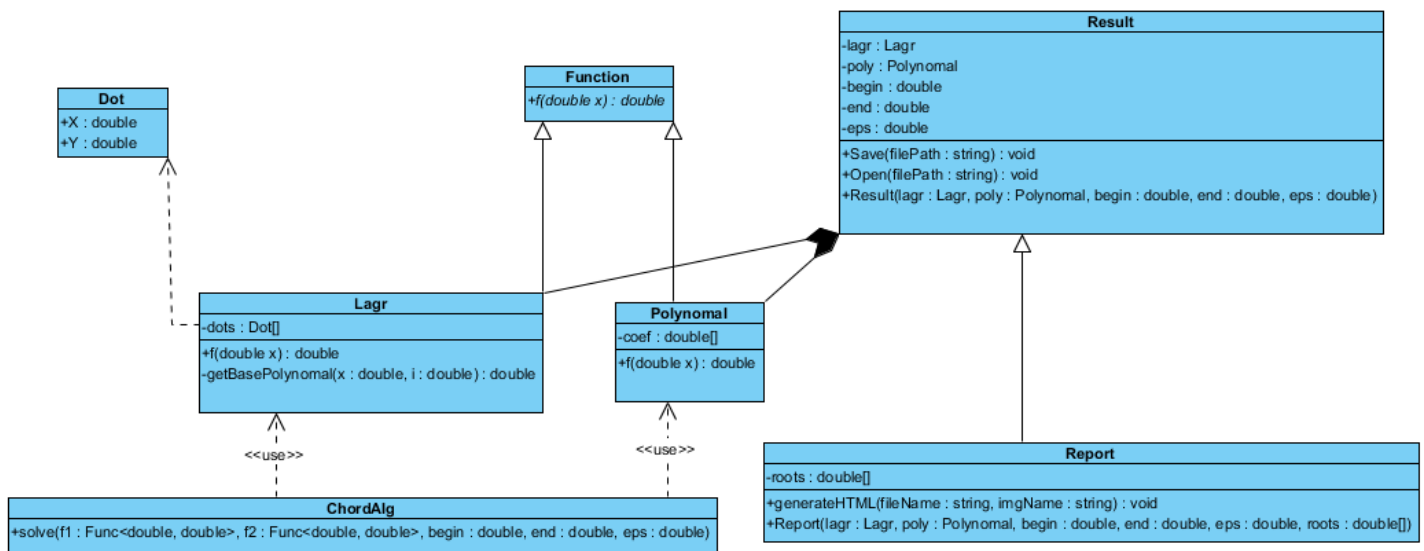 Result
-lagr : Lagr
-poly : Polynomal
-begin : double
-end : double
-eps : double
+Save(filePath : string) : void
+Open(filePath : string) : void
+Result(lagr : Lagr, poly : Polynomal, begin : double, end : double, eps : double)
Function
+f(double x) : double
Dot
+X : double
+Y : double
Lagr
-dots : Dot[]
+f(double x) : double
-getBasePolynomal(x : double, i : double) : double
Polynomal
-coef : double[]
+f(double x) : double
<<use>>
<<use>>
Report
-roots : double[]
+generateHTML(fileName : string, imgName : string) : void
+Report(lagr : Lagr, poly : Polynomal, begin : double, end : double, eps : double, roots : double[])
ChordAlg
+solve(f1 : Func<double, double>, f2 : Func<double, double>, begin : double, end : double, eps : double)